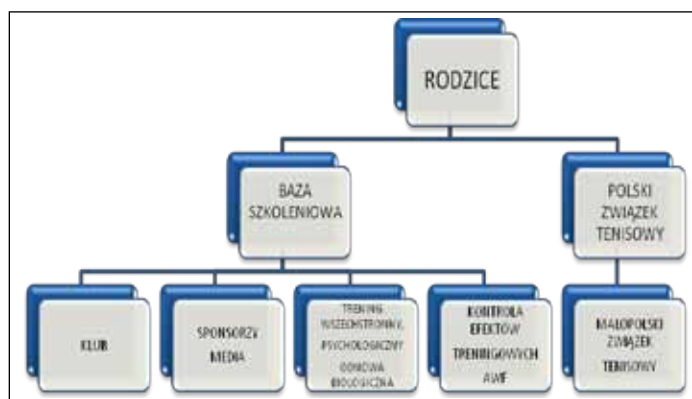 RODZICE
BAZA
SZKOLENIOWA
POLSKI
ZWIĄZEK
TENISOWY
KLUB
SPONSORZY
MEDIA
TRENING
WSZECHSTRONNY,
PSYCHOLOGICZNY
ODNOWA
BIOLOGICZNA
KONTROLA
EFEKTÓW
TRENINGOWYCH
AWF
MAŁOPOLSKI
ZWIĄZEK
TENISOWY